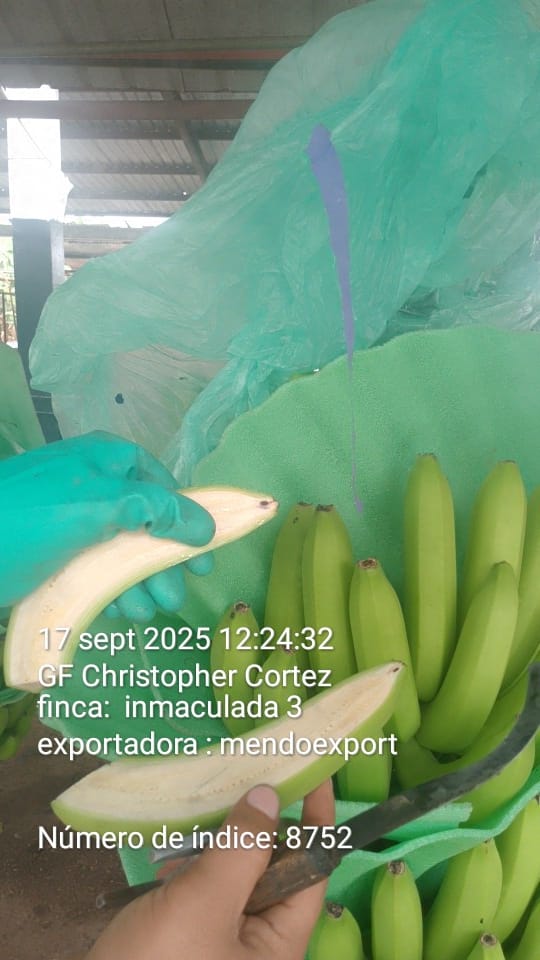 17 sept 2025 12:24:32
GF Christopher Cortez
finca: inmaculada 3
exportadora : mendoexport
Número de índice: 8752